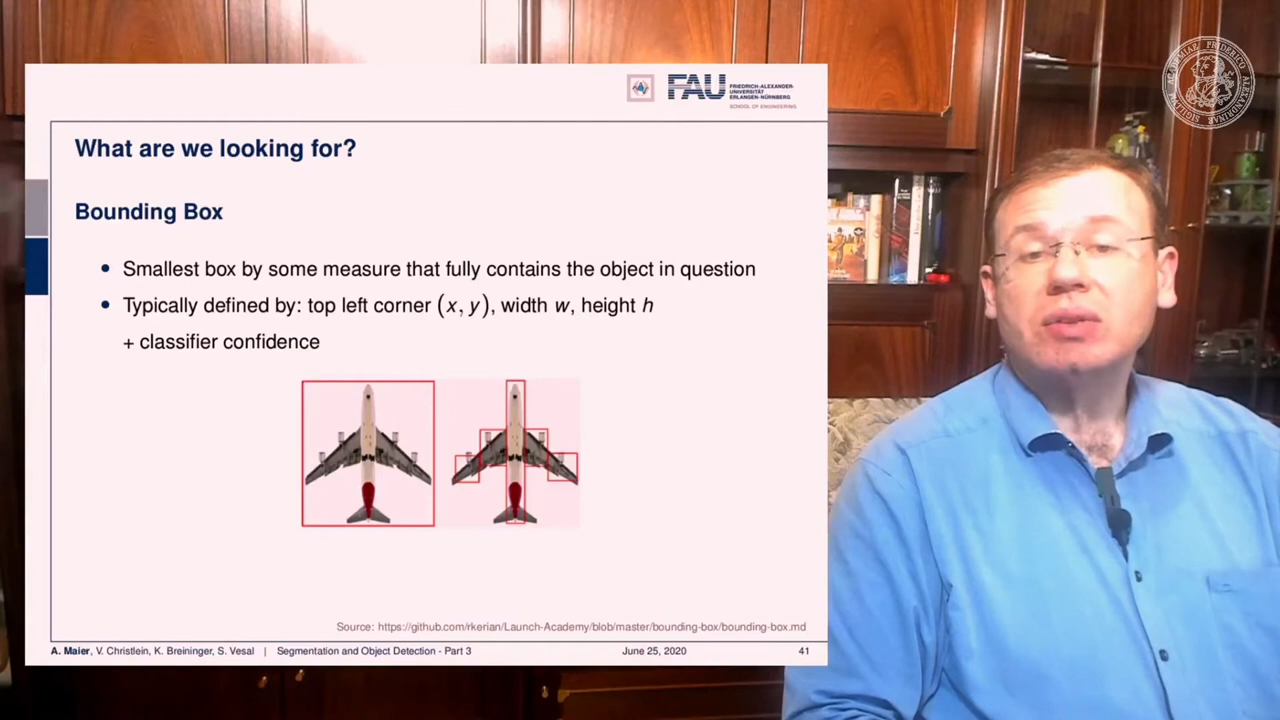 FAU
FRIEDRICH-ALEXANDER-
UNIVERSITÄT
ERLANGEN-NÜRNBERG
SCHOOL OF ENGINEERING
What are we looking for?
Bounding Box
• Smallest box by some measure that fully contains the object in question
• Typically defined by: top left corner (x, y), width w, height h
+ classifier confidence
Source: https://github.com/rkerian/Launch-Academy/blob/master/bounding-box/bounding-box.md
A. Maier, V. Christlein, K. Breininger, S. Vesal | Segmentation and Object Detection - Part 3 June 25, 2020 41